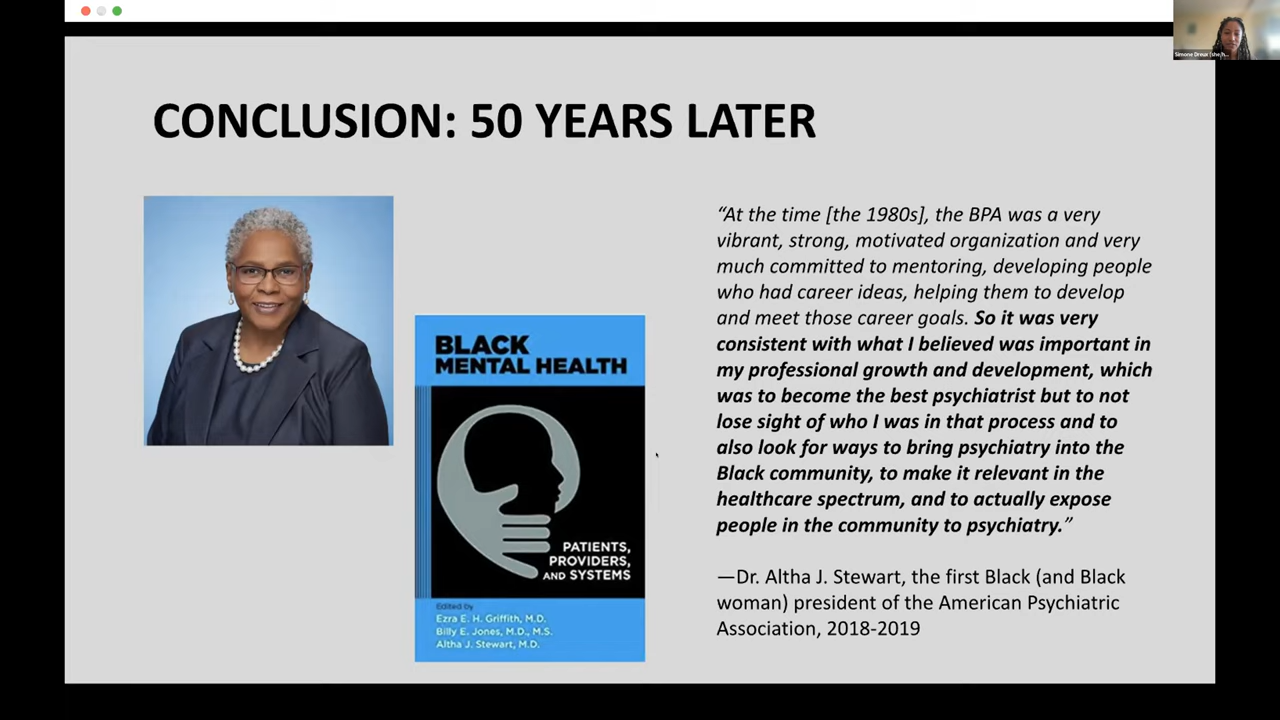 Simone Dreux (she/h...
CONCLUSION: 50 YEARS LATER
“At the time [the 1980s], the BPA was a very
vibrant, strong, motivated organization and very
much committed to mentoring, developing people
who had career ideas, helping them to develop
and meet those career goals. So it was very
consistent with what I believed was important in
my professional growth and development, which
was to become the best psychiatrist but to not
lose sight of who I was in that process and to
also look for ways to bring psychiatry into the
Black community, to make it relevant in the
healthcare spectrum, and to actually expose
people in the community to psychiatry.”
—Dr. Altha J. Stewart, the first Black (and Black
woman) president of the American Psychiatric
Association, 2018-2019
BLACK
MENTAL HEALTH
PATIENTS,
PROVIDERS,
AND SYSTEMS
Edited by
Ezra E. H. Griffith, M.D.
Billy E. Jones, M.D., M.S.
Altha J. Stewart, M.D.